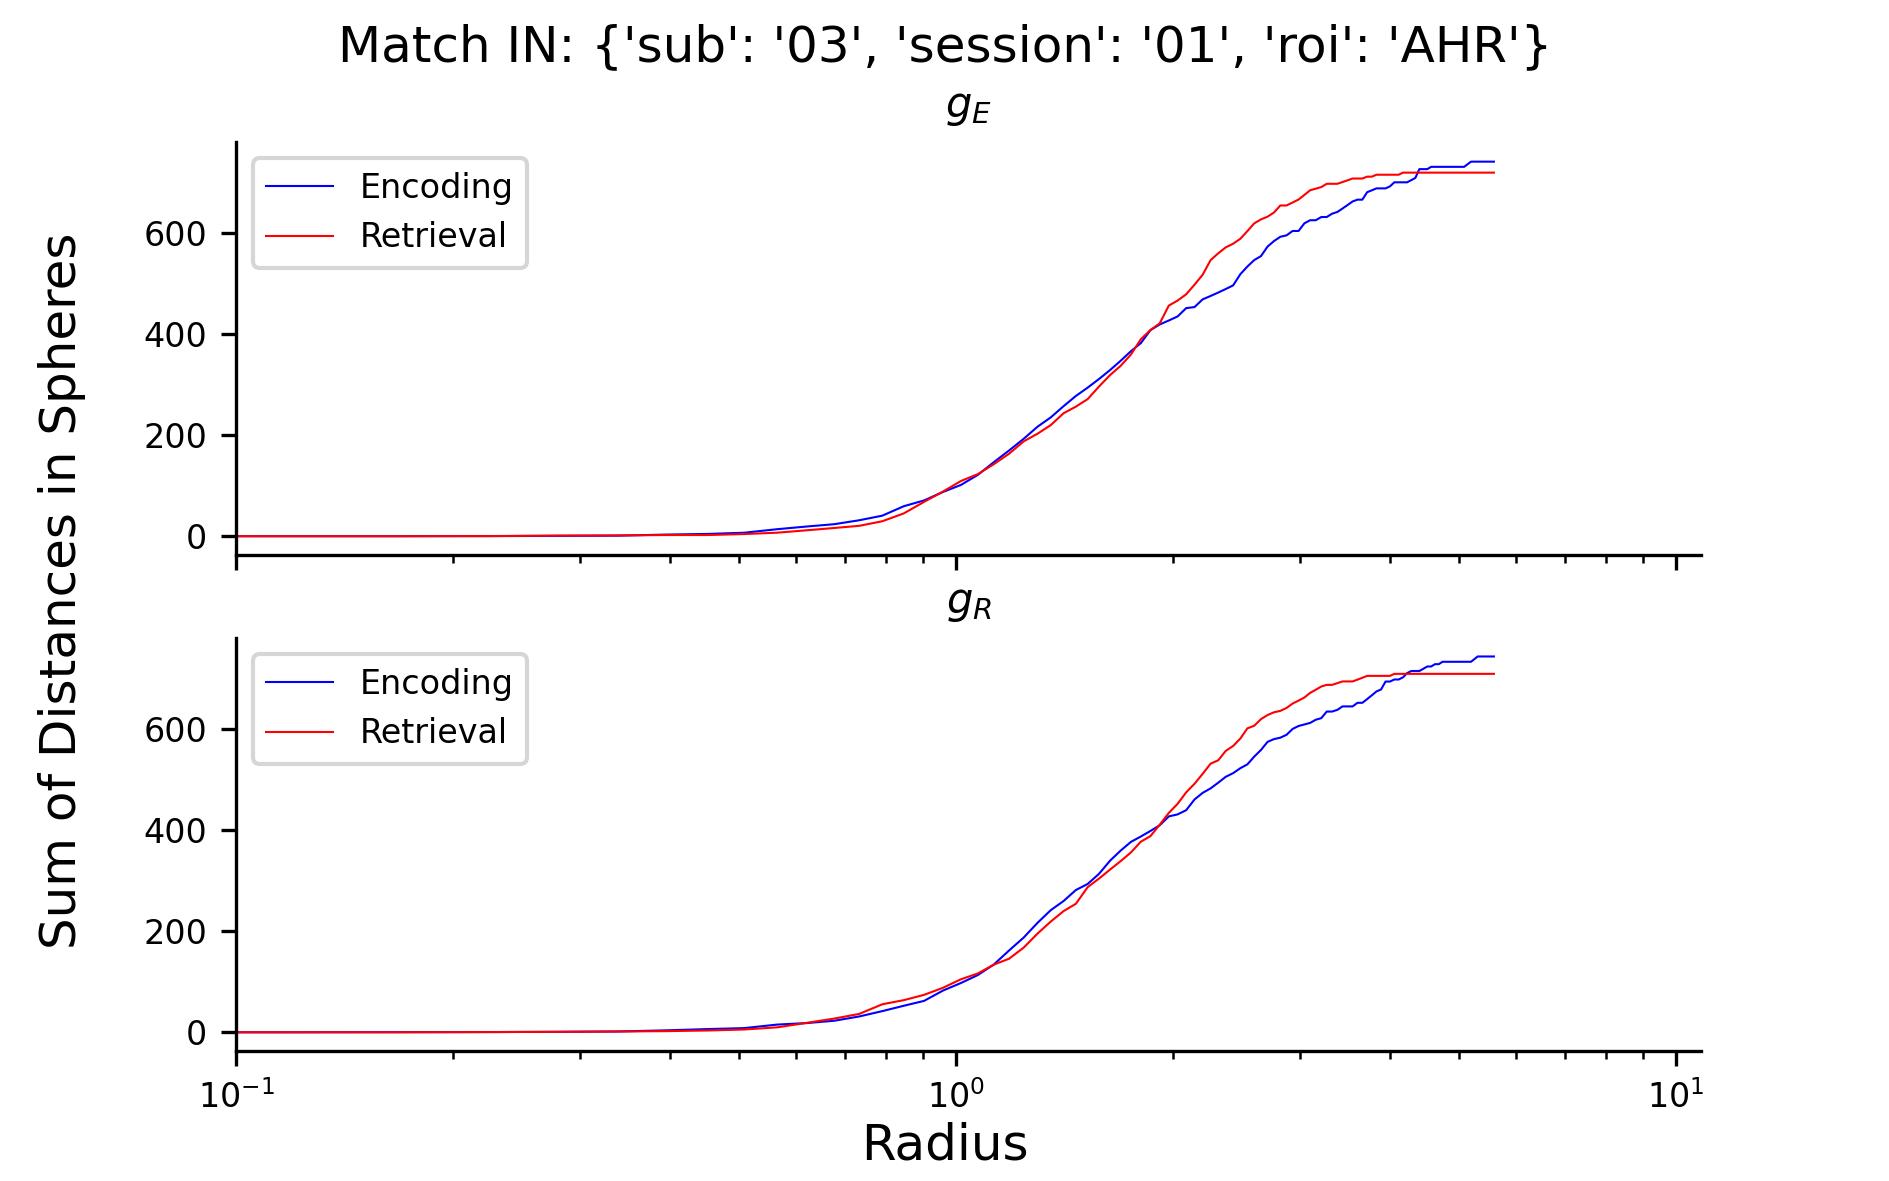 Match IN: {'sub': '03', 'session': '01', 'roi': 'AHR'}
g_E
Encoding
Retrieval
600
400
200
0
Sum of Distances in Spheres
g_R
Encoding
Retrieval
600
400
200
0
10^{-1} 10^0 10^1
Radius